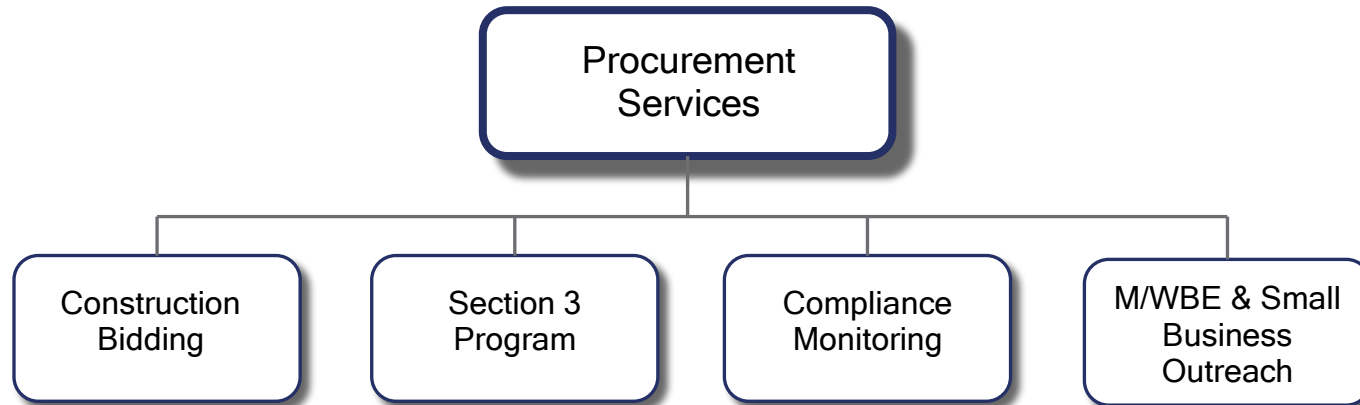 Procurement
Services
Construction
Bidding
Section 3
Program
Compliance
Monitoring
M/WBE & Small
Business
Outreach